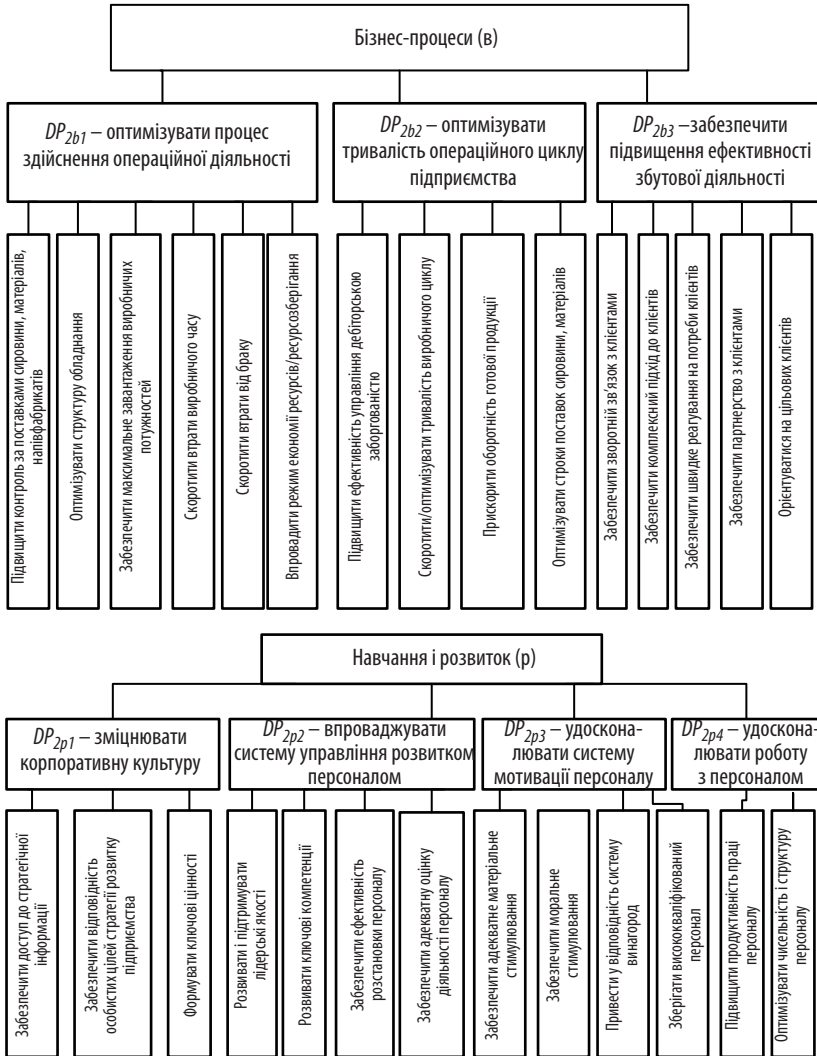 Бізнес-процеси (в)
DP2b1 – оптимізувати процес
здійснення операційної діяльності
DP2b2 – оптимізувати
тривалість операційного циклу
підприємства
DP2b3 –забезпечити
підвищення ефективності
збутової діяльності
Підвищити контроль за поставками сировини, матеріалів,
напівфабрикатів
Оптимізувати структуру обладнання
Забезпечити максимальне завантаження виробничих
потужностей
Скоротити втрати виробничого часу
Скоротити втрати від браку
Впровадити режим економії ресурсів/ресурсозберігання
Підвищити ефективність управління дебіторською
заборгованістю
Скоротити/оптимізувати тривалість виробничого циклу
Прискорити оборотність готової продукції
Оптимізувати строки поставок сировини, матеріалів
Забезпечити зворотній зв'язок з клієнтами
Забезпечити комплексний підхід до клієнтів
Забезпечити швидке реагування на потреби клієнтів
Забезпечити партнерство з клієнтами
Орієнтуватися на цільових клієнтів
Навчання і розвиток (р)
DP2p1 – зміцнювати
корпоративну культуру
DP2p2 – впроваджувати
систему управління розвитком
персоналом
DP2p3 – удоскона-
лювати систему
мотивації персоналу
DP2p4 – удоскона-
лювати роботу
з персоналом
Забезпечити доступ до стратегічної
інформації
Забезпечити відповідність
особистих цілей стратегії розвитку
підприємства
Формувати ключові цінності
Розвивати і підтримувати
лідерські якості
Розвивати ключові компетенції
Забезпечити ефективність
розстановки персоналу
Забезпечити адекватну оцінку
діяльності персоналу
Забезпечити адекватне матеріальне
стимулювання
Забезпечити моральне
стимулювання
Привести у відповідність систему
винагород
Зберігати висококваліфікований
персонал
Підвищити продуктивність праці
персоналу
Оптимізувати чисельність і структуру
персоналу